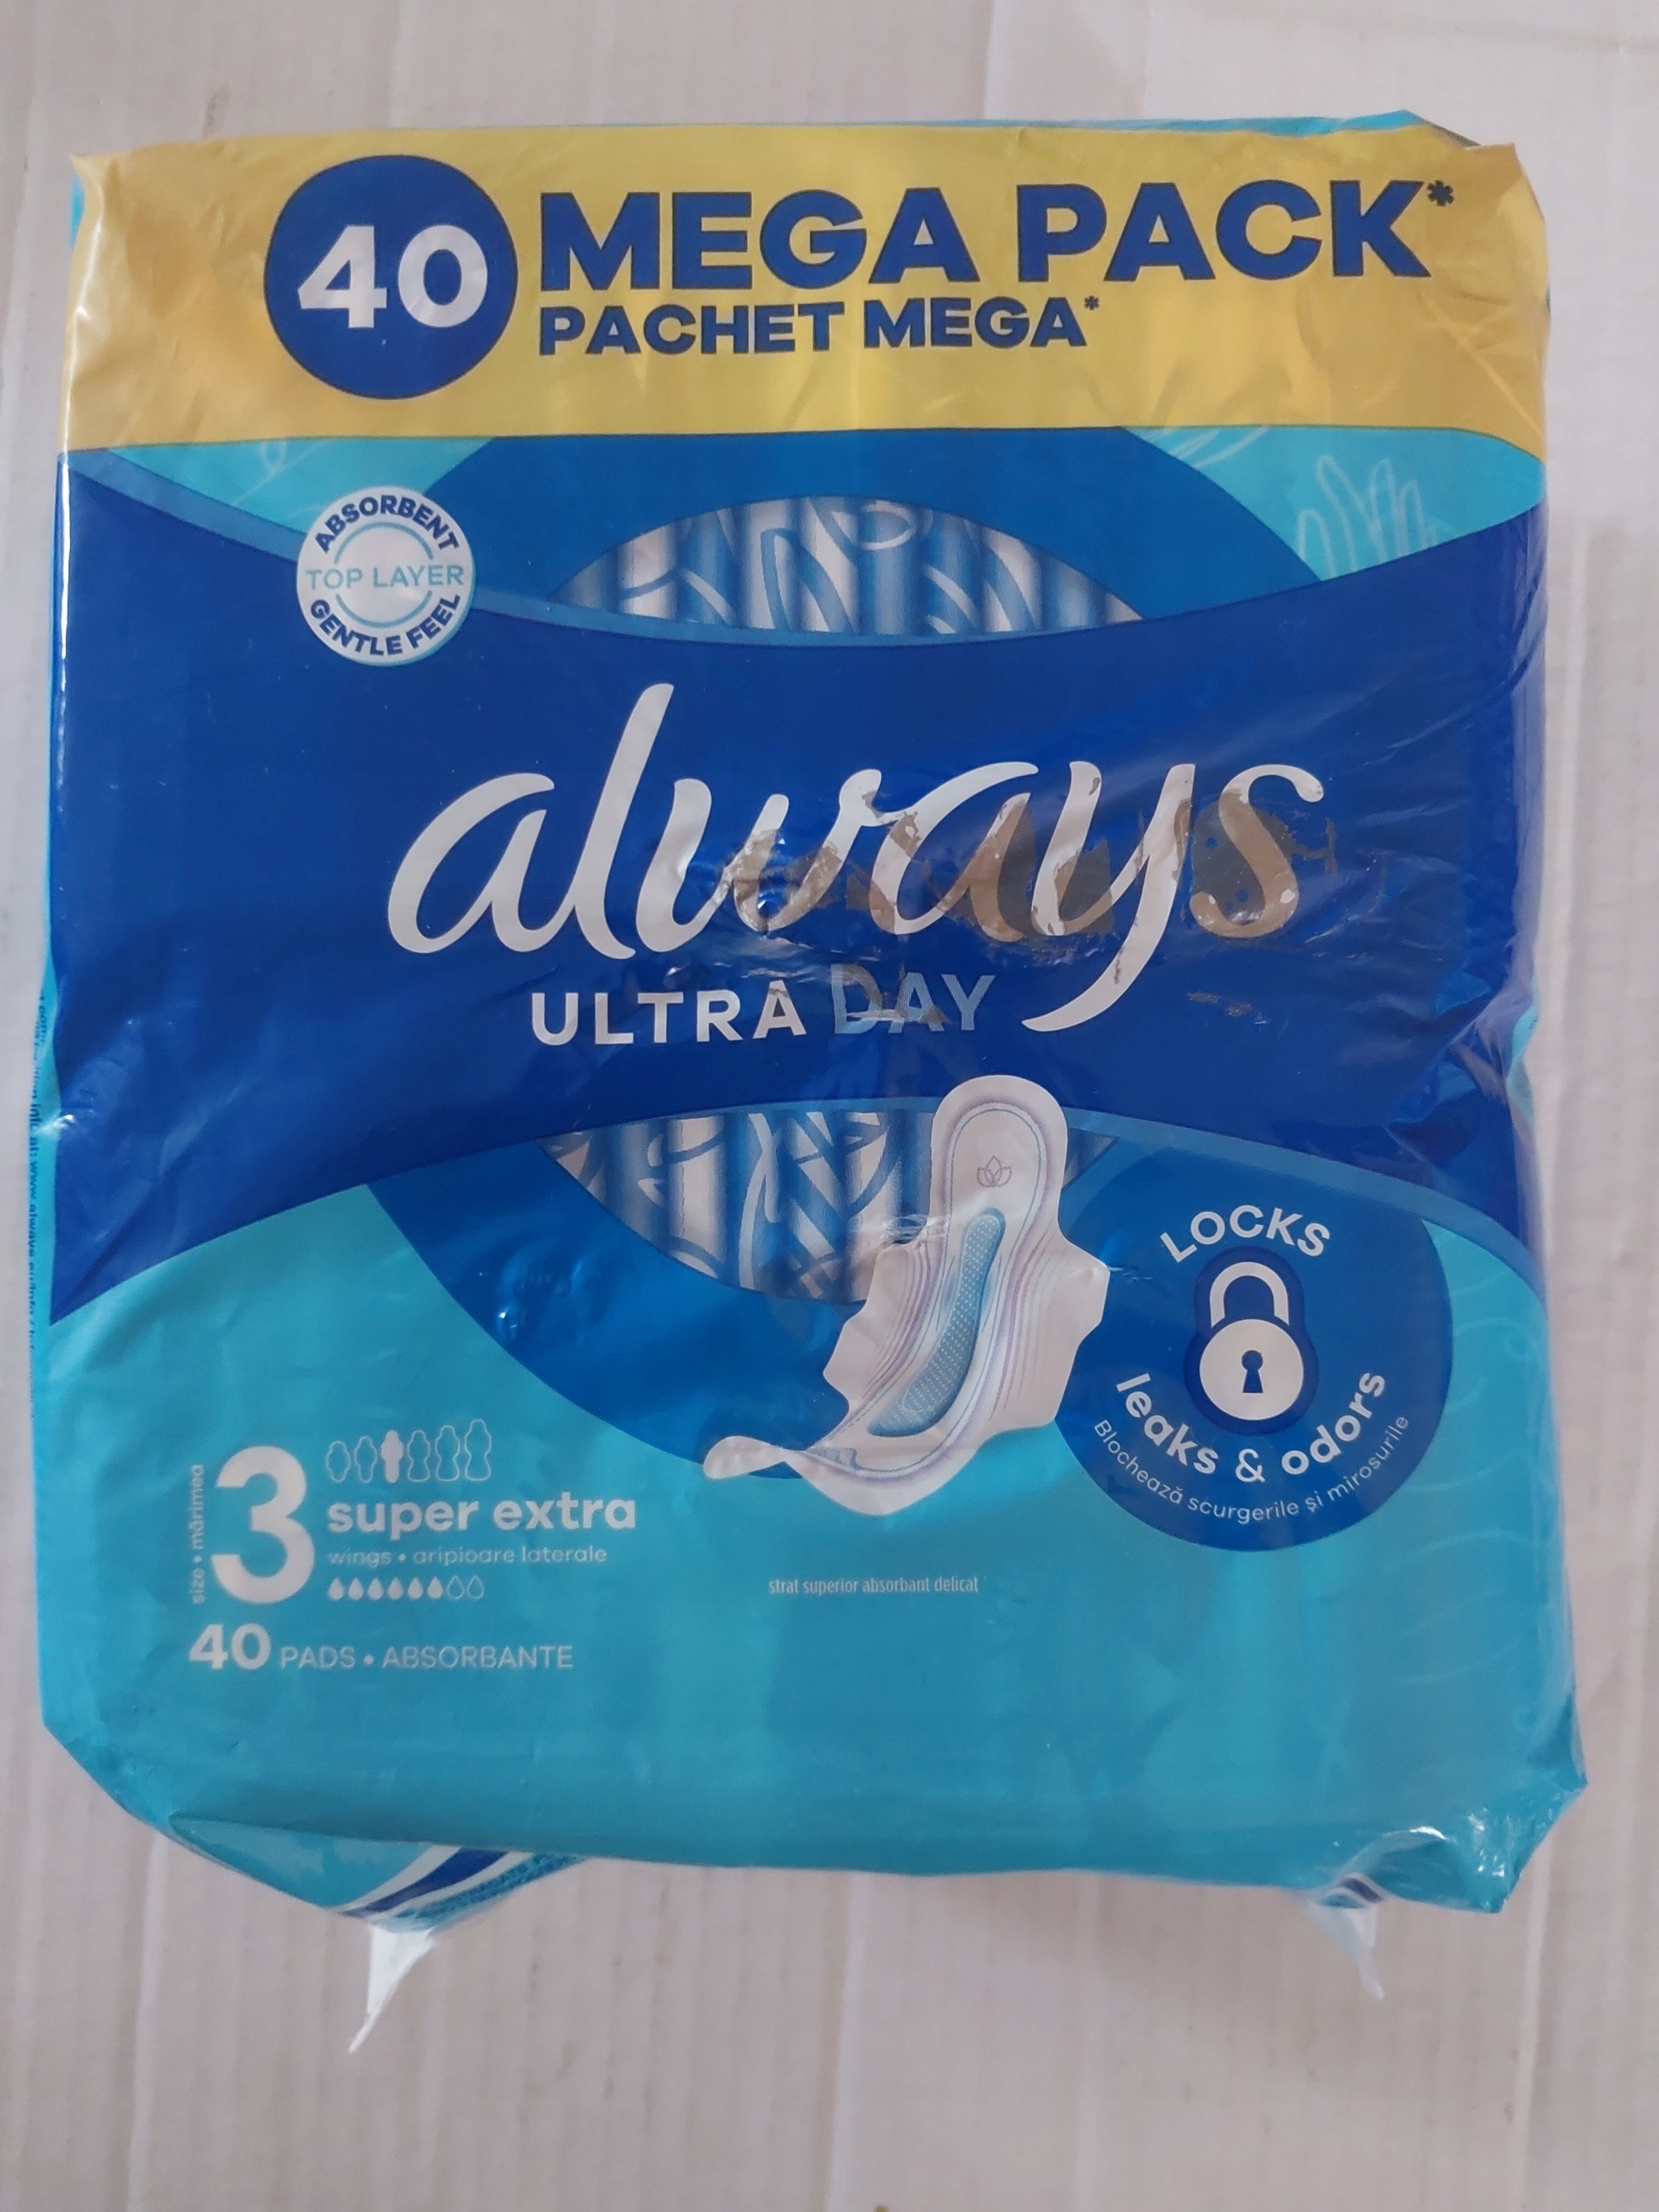 40
MEGA PACK*
PACHET MEGA*
ABSORBENT
TOP LAYER
GENTLE FEEL
always
ULTRA DAY
LOCKS
leaks & odors
Blochează scurgerile și mirosurile
size • mărimea
3
super extra
wings • aripioare laterale
strat superior absorbant delicat
40 PADS • ABSORBANTE